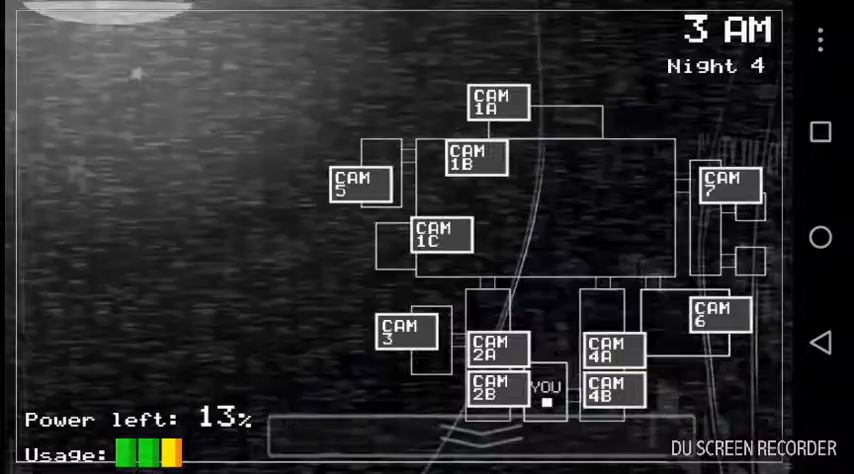 3 AM
Night 4
CAM
1A
CAM
1B
CAM
5
CAM
7
CAM
1C
CAM
6
CAM
3
CAM
2A
CAM
4A
CAM
2B
YOU
CAM
4B
Power left: 13%
Usage:
DU SCREEN RECORDER